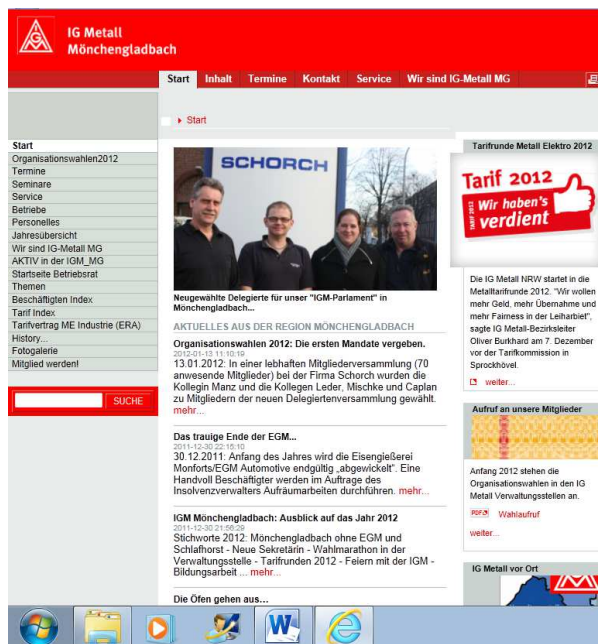 IG Metall
Mönchengladbach
Start Inhalt Termine Kontakt Service Wir sind IG-Metall MG
Start
Start
Organisationswahlen2012
Termine
Seminare
Service
Betriebe
Personelles
Jahresübersicht
Wir sind IG-Metall MG
AKTIV in der IGM_MG
Startseite Betriebsrat
Themen
Beschäftigten Index
Tarif Index
Tarifvertrag ME Industrie (ERA)
History...
Fotogalerie
Mitglied werden!
SUCHE
SCHORCH
Neugewählte Delegierte für unser "IGM-Parlament" in
Mönchengladbach...
AKTUELLES AUS DER REGION MÖNCHENGLADBACH
Organisationswahlen 2012: Die ersten Mandate vergeben.
2012-01-13 11:10:19
13.01.2012: In einer lebhaften Mitgliederversammlung (70
anwesende Mitglieder) bei der Firma Schorch wurden die
Kollegin Manz und die Kollegen Leder, Mischke und Caplan
zu Mitgliedern der neuen Delegiertenversammlung gewählt.
mehr...
Das trauige Ende der EGM...
2011-12-30 22:15:10
30.12.2011: Anfang des Jahres wird die Eisengießerei
Monforts/EGM Automotive endgültig „abgewickelt". Eine
Handvoll Beschäftigter werden im Auftrage des
Insolvenzverwalters Aufräumarbeiten durchführen. mehr...
IGM Mönchengladbach: Ausblick auf das Jahr 2012
2011-12-30 21:56:29
Stichworte 2012: Mönchengladbach ohne EGM und
Schlafhorst - Neue Sekretärin - Wahlmarathon in der
Verwaltungsstelle - Tarifrunden 2012 - Feiern mit der IGM -
Bildungsarbeit ... mehr...
Die Öfen gehen aus...
Tarifrunde Metall Elektro 2012
Tarif 2012
Wir haben's
verdient
TARIF 2012
Die IG Metall NRW startet in die
Metalltarifrunde 2012. "Wir wollen
mehr Geld, mehr Übernahme und
mehr Fairness in der Leiharbeit",
sagte IG Metall-Bezirksleiter
Oliver Burkhard am 7. Dezember
vor der Tarifkommission in
Sprockhövel.
weiter...
Aufruf an unsere Mitglieder
Anfang 2012 stehen die
Organisationswahlen in den IG
Metall Verwaltungsstellen an.
PDF Wahlaufruf
weiter...
IG Metall vor Ort